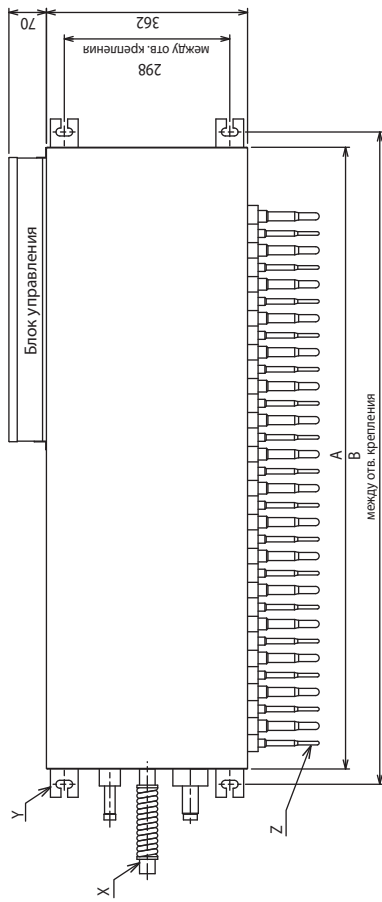 70
362
298
между отв. крепления
Блок управления
A
B
между отв. крепления
Y
X
Z